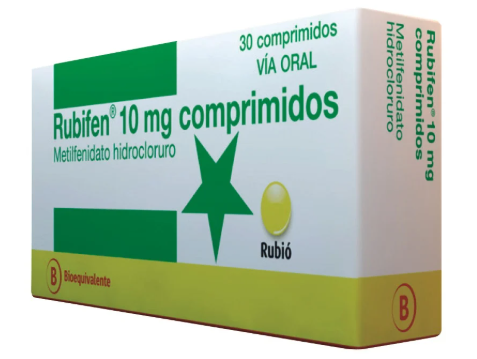 30 comprimidos
VÍA ORAL
Rubifen® 10 mg comprimidos
Metilfenidato hidrocloruro
Rubió
B Bioequivalente
Rubifen® 10 mg
comprimidos
Metilfenidato
hidrocloruro
B